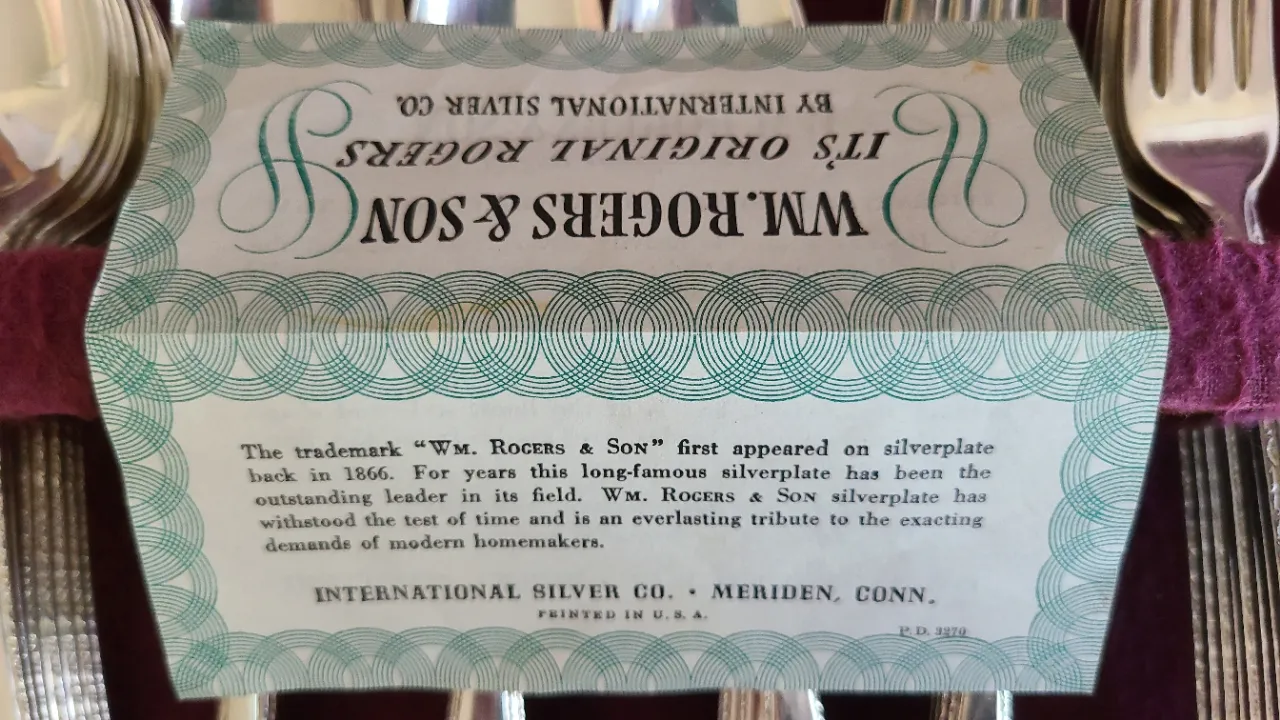 WM. ROGERS & SON
IT'S ORIGINAL ROGERS
BY INTERNATIONAL SILVER CO.
The trademark "WM. ROGERS & SON" first appeared on silverplate
back in 1866. For years this long-famous silverplate has been the
outstanding leader in its field. WM. ROGERS & SON silverplate has
withstood the test of time and is an everlasting tribute to the exacting
demands of modern homemakers.
INTERNATIONAL SILVER CO. • MERIDEN, CONN.
PRINTED IN U. S. A.
P. D. 3270